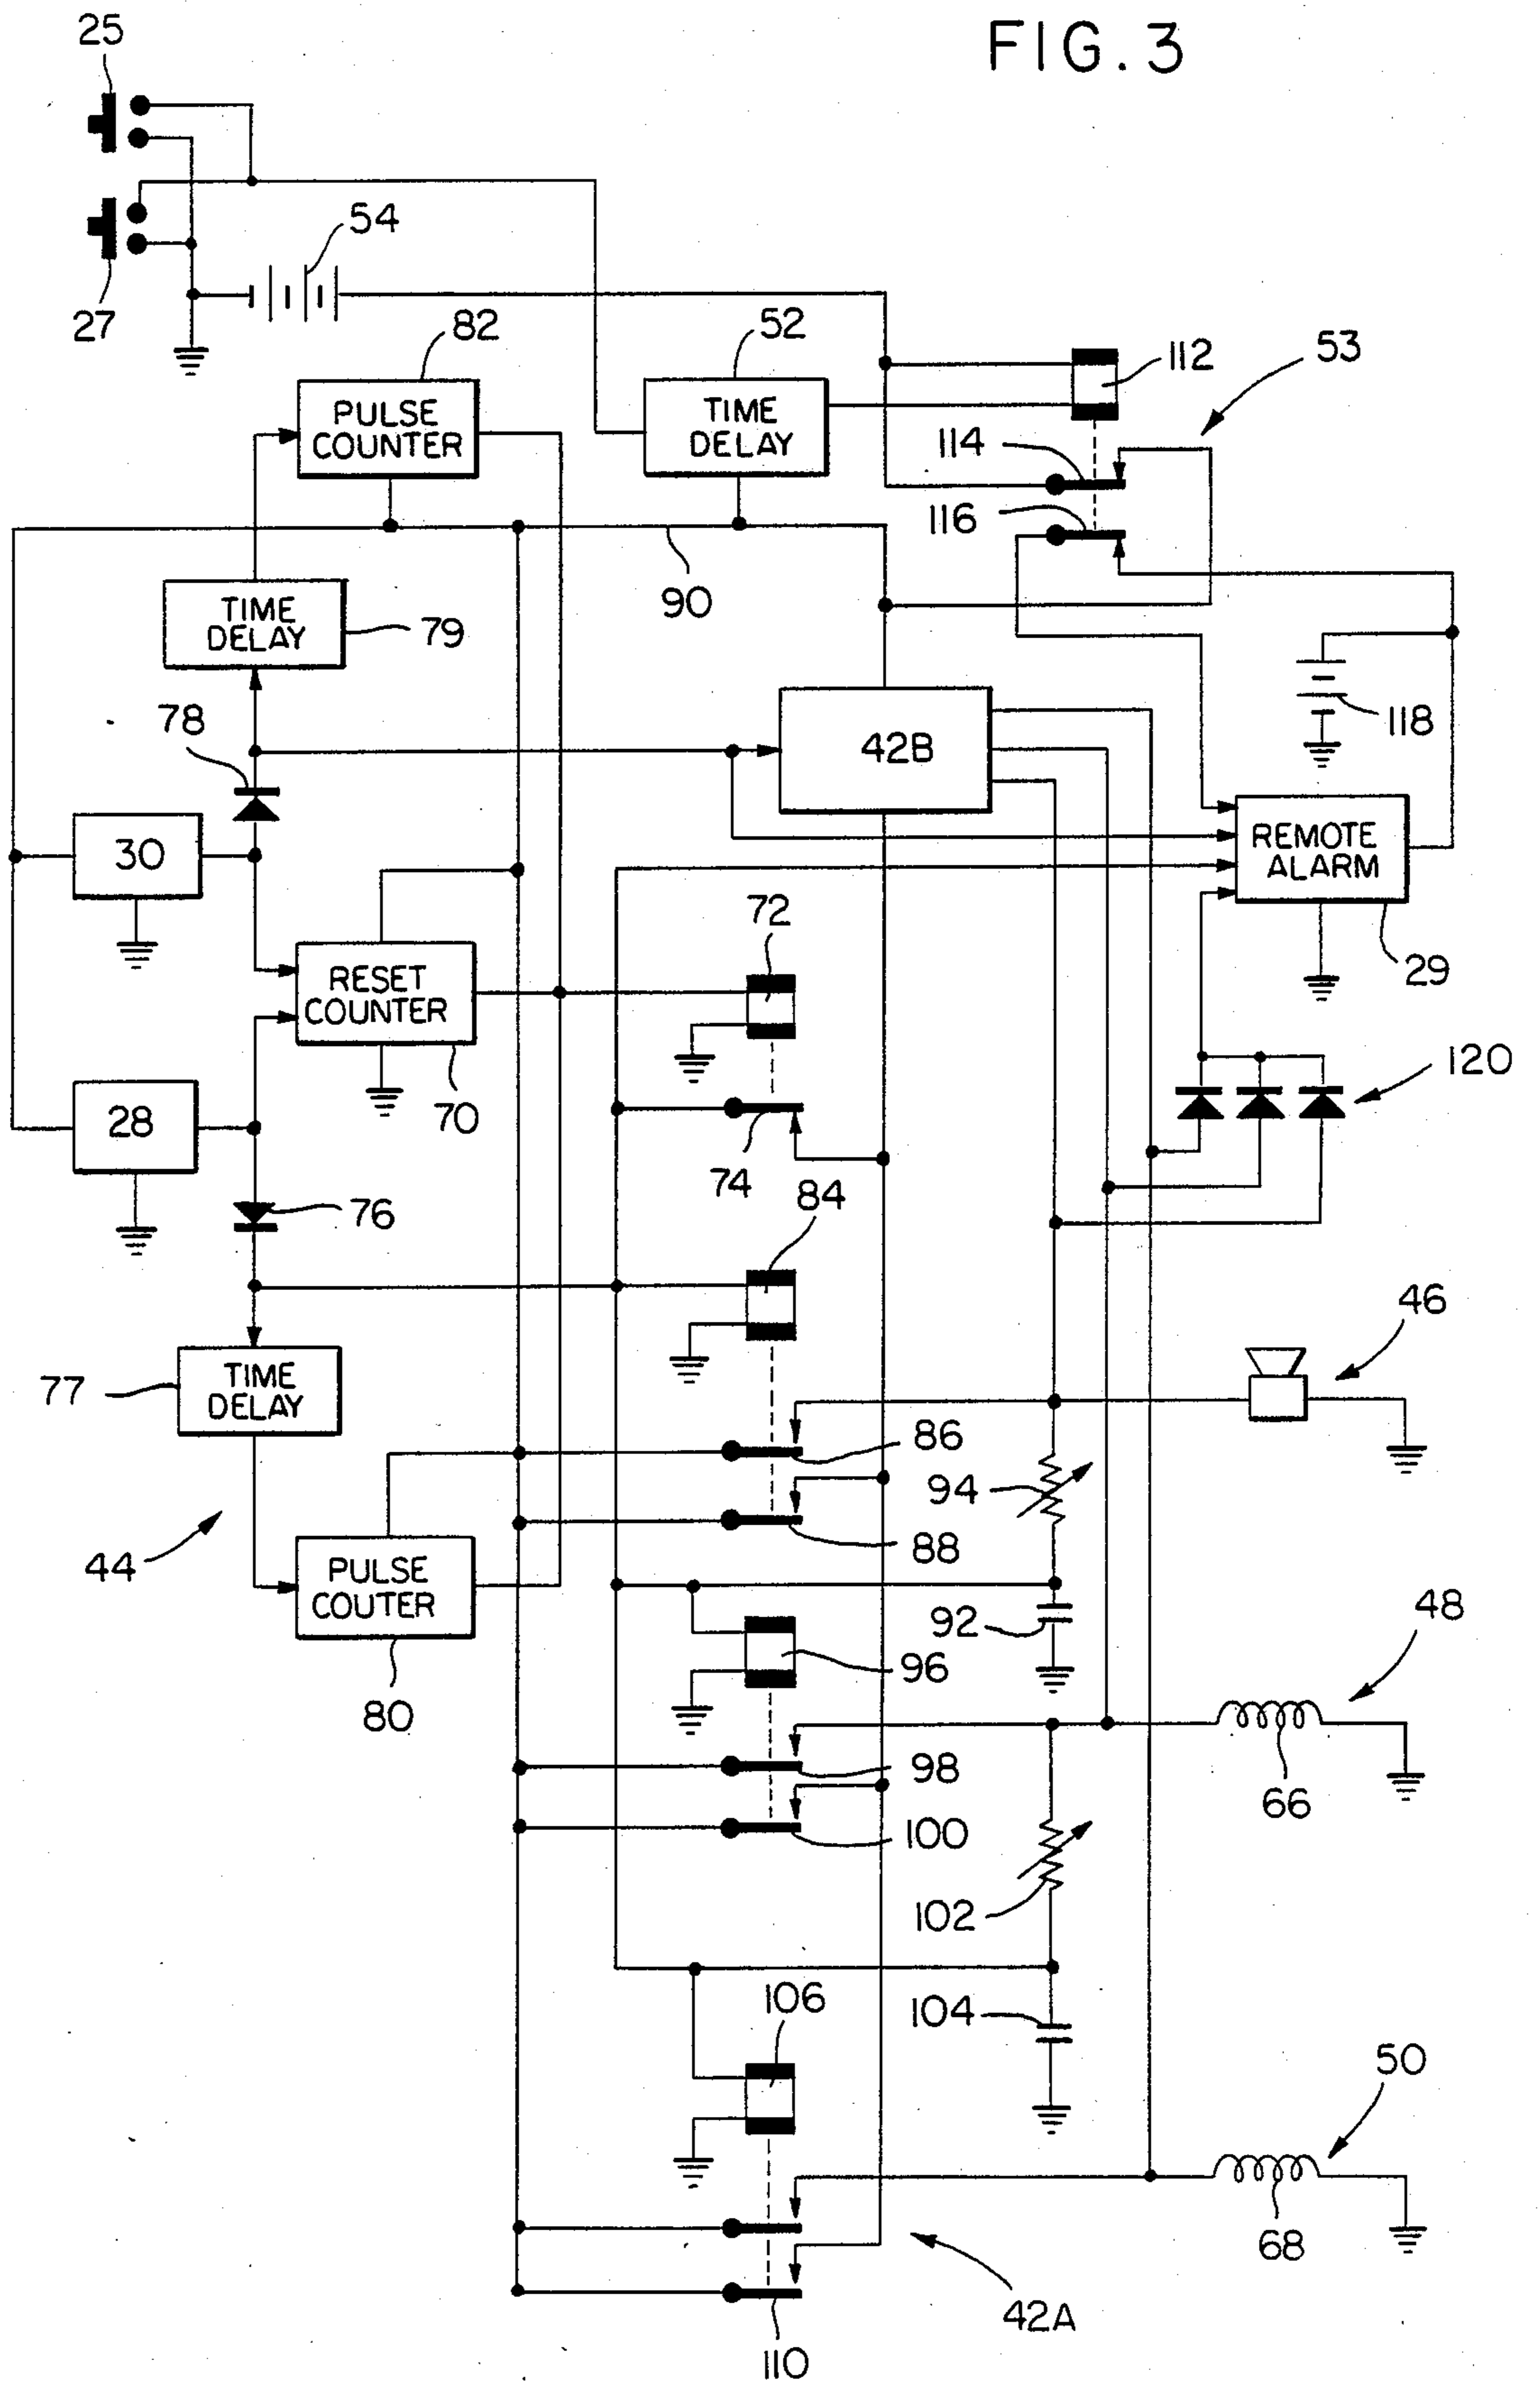 FIG. 3
25
27
54
82
PULSE
COUNTER
52
TIME
DELAY
112
53
114
116
90
TIME
DELAY
79
78
42B
118
30
REMOTE
ALARM
29
72
RESET
COUNTER
70
28
74
120
76
84
46
77
TIME
DELAY
86
94
88
44
PULSE
COUTER
80
92
96
48
98
66
100
102
106
104
50
68
42A
110